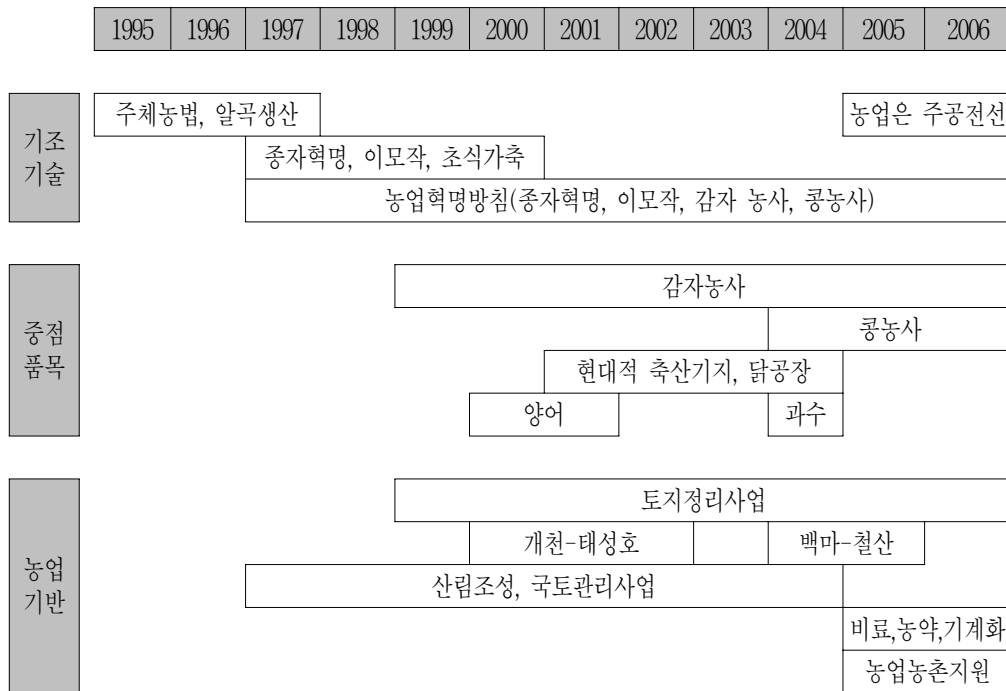 1995 1996 1997 1998 1999 2000 2001 2002 2003 2004 2005 2006
기조
기술
주체농법, 알곡생산
농업은 주공전선
종자혁명, 이모작, 초식가축
농업혁명방침(종자혁명, 이모작, 감자 농사, 콩농사)
중점
품목
감자농사
콩농사
현대적 축산기지, 닭공장
양어
과수
농업
기반
토지정리사업
개천-태성호
백마-철산
산림조성, 국토관리사업
비료,농약,기계화
농업농촌지원